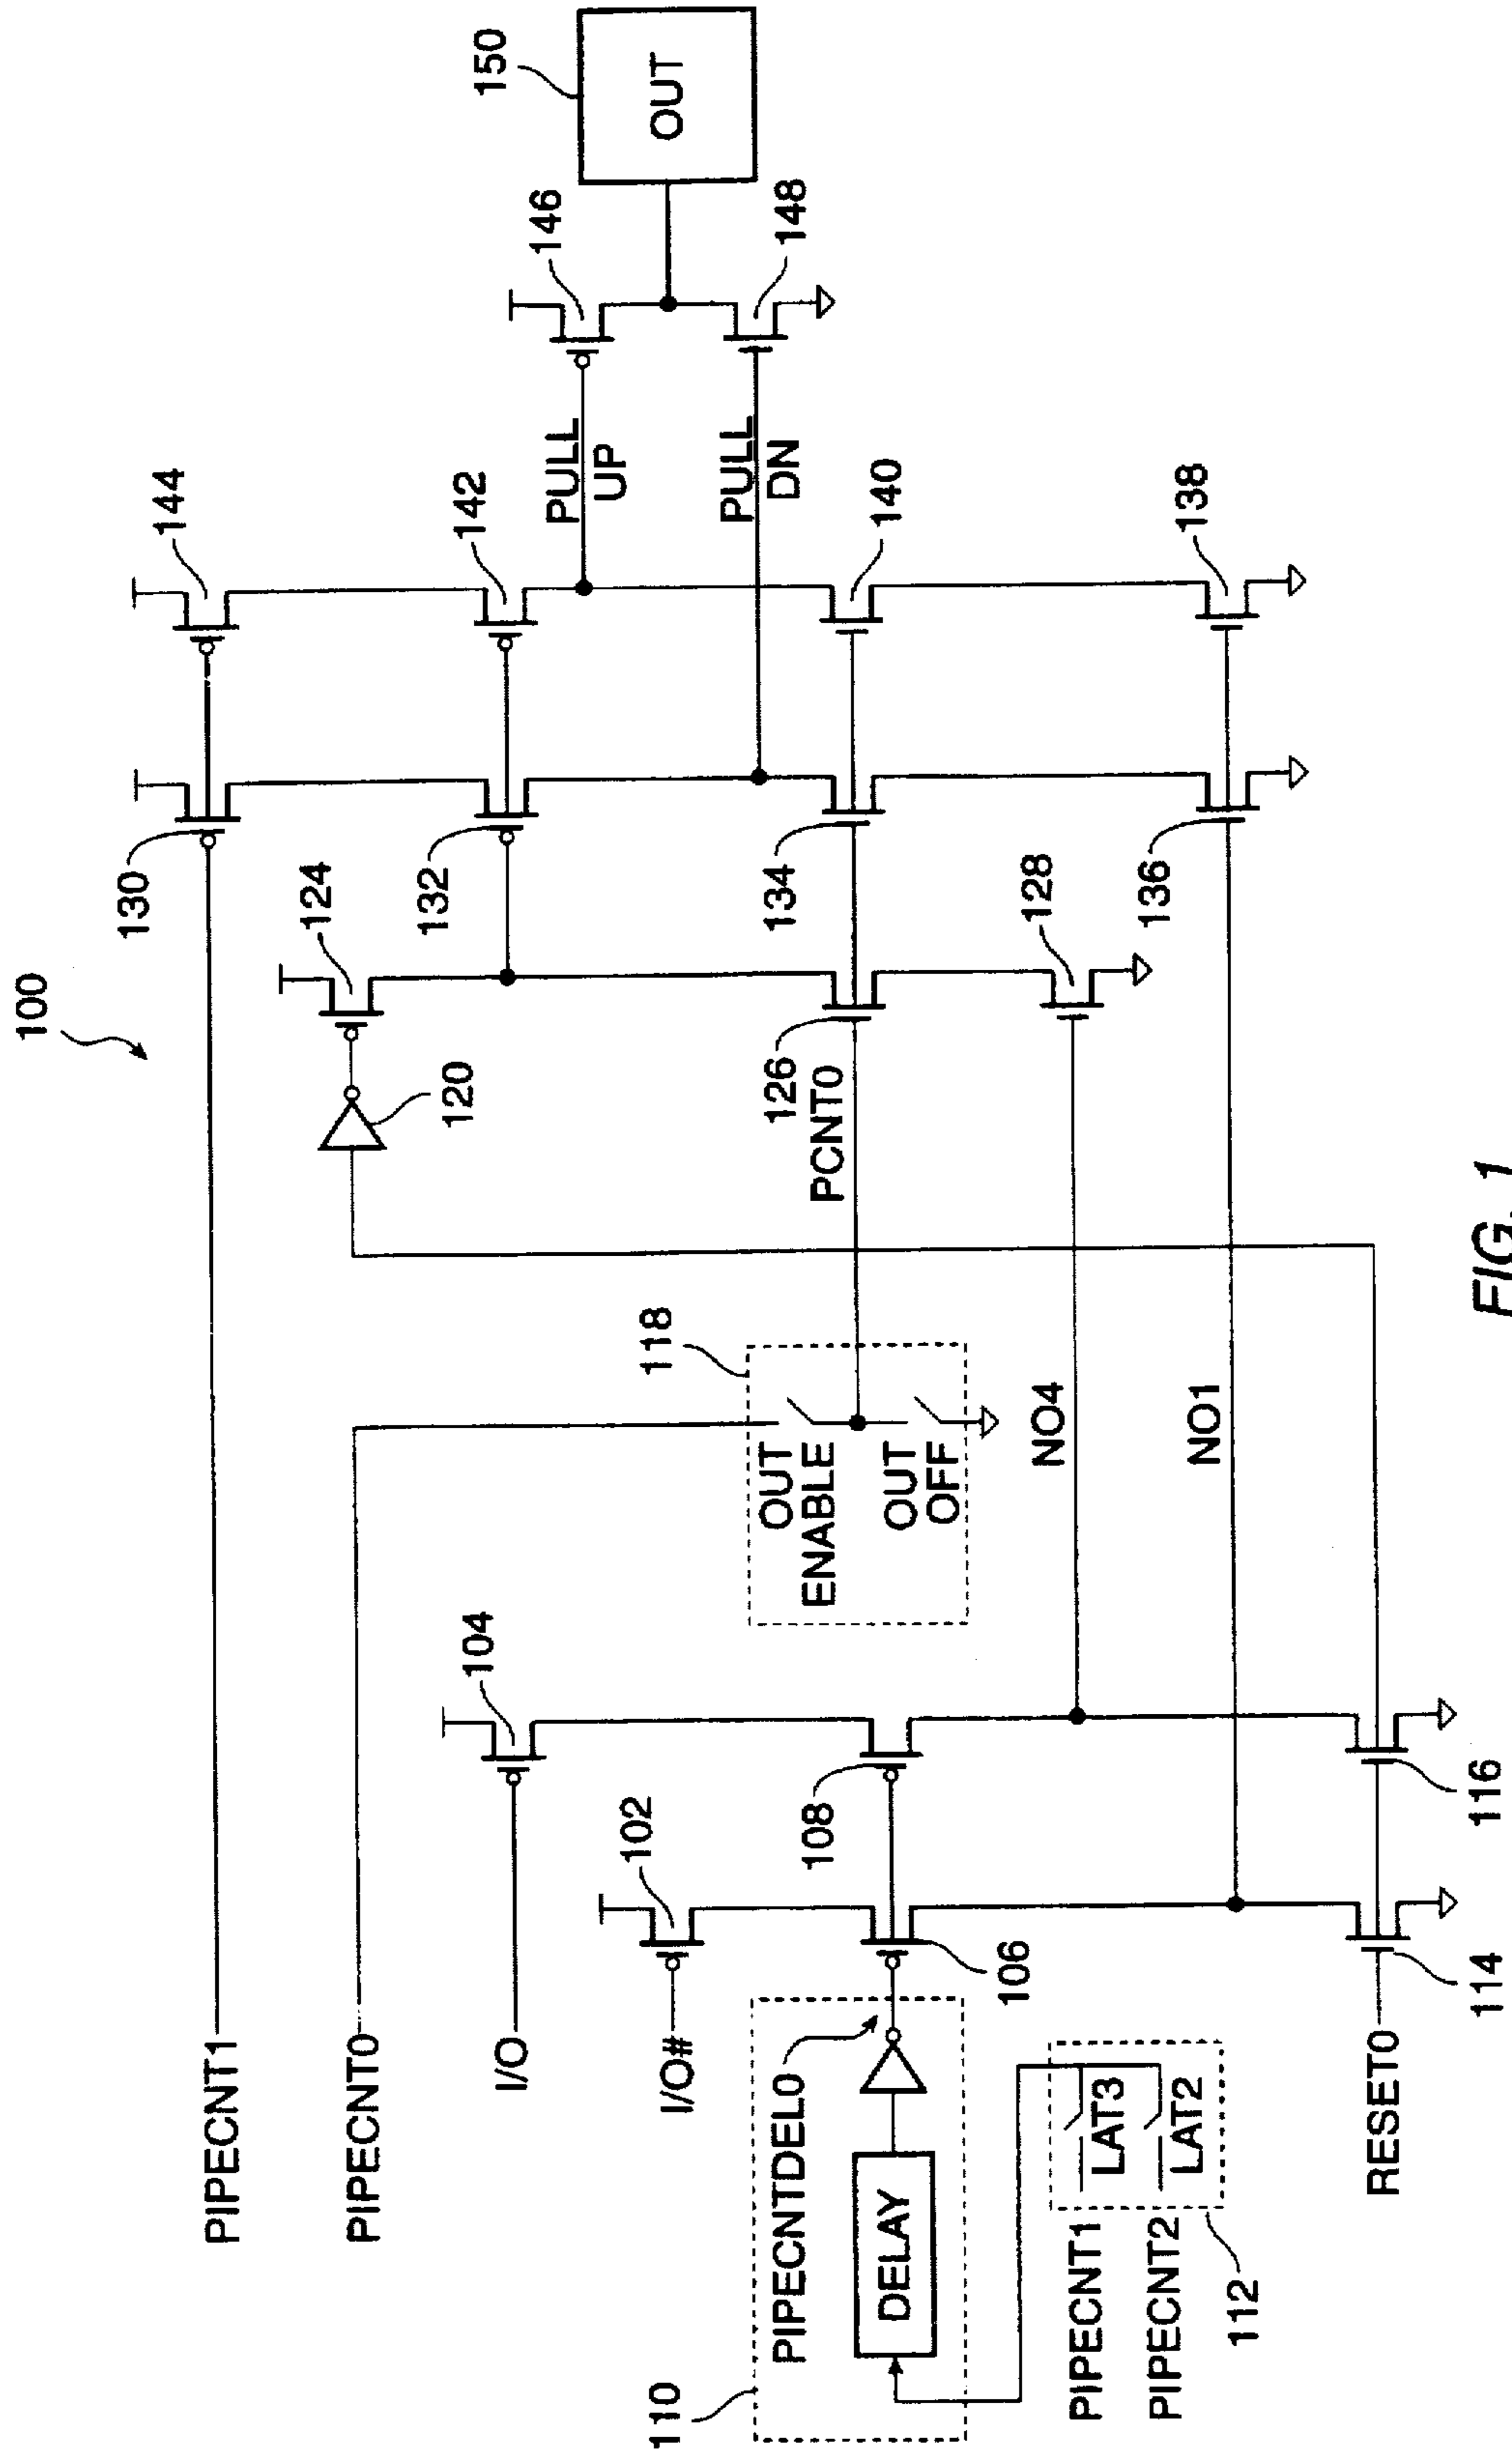 100
PIPECNT1
PIPECNT0
I/O
I/O#
104
102
130
144
124
120
132
142
146
150
OUT
PULL
UP
PULL
DN
148
118
OUT
ENABLE
OUT
OFF
126
PCNT0
134
140
128
108
106
110
PIPECNTDEL0
DELAY
PIPECNT1
LAT3
PIPECNT2
LAT2
112
NO4
NO1
136
138
RESET0
114
116
FIG. 1